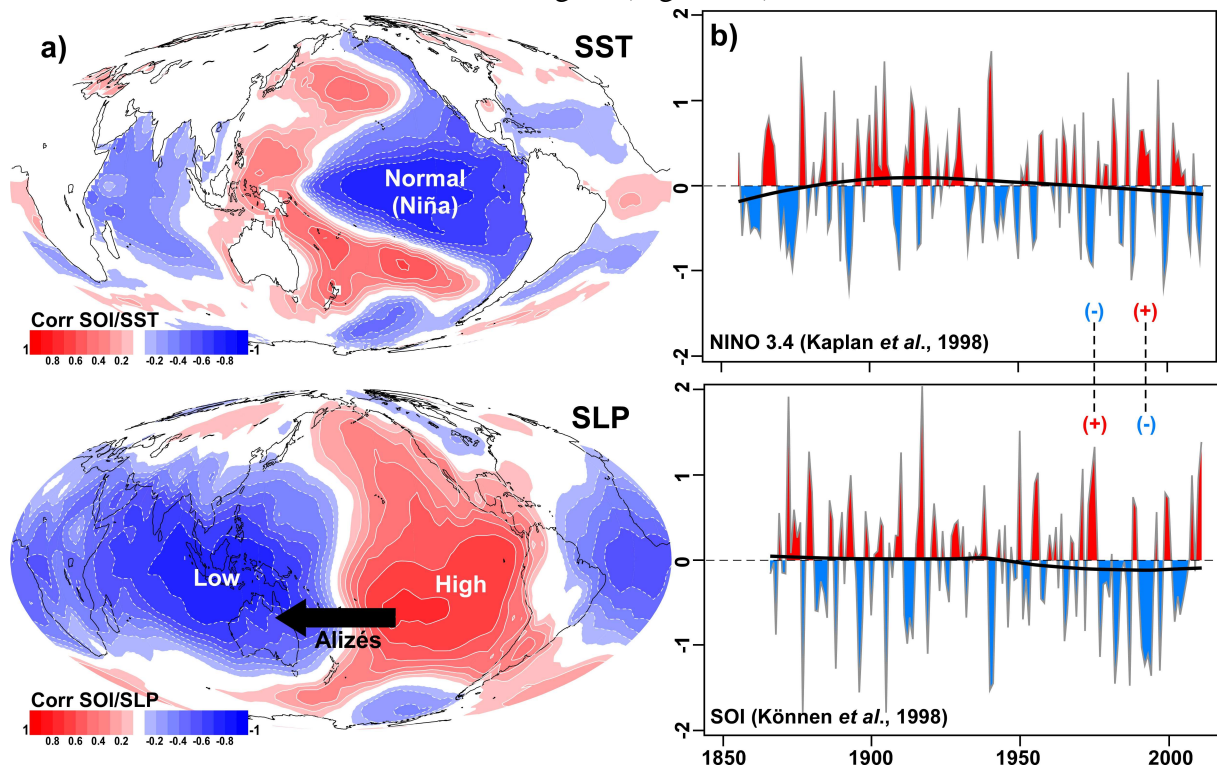 a)
SST
Normal
(Niña)
Corr SOI/SST
1 0.8 0.6 0.4 0.2 -0.2 -0.4 -0.6 -0.8 -1
SLP
Low
High
Alizés
Corr SOI/SLP
1 0.8 0.6 0.4 0.2 -0.2 -0.4 -0.6 -0.8 -1
b)
2
1
0
-1
-2
(-) (+)
NINO 3.4 (Kaplan et al., 1998)
2
(+) (-)
1
0
-1
-2
SOI (Können et al., 1998)
1850 1900 1950 2000